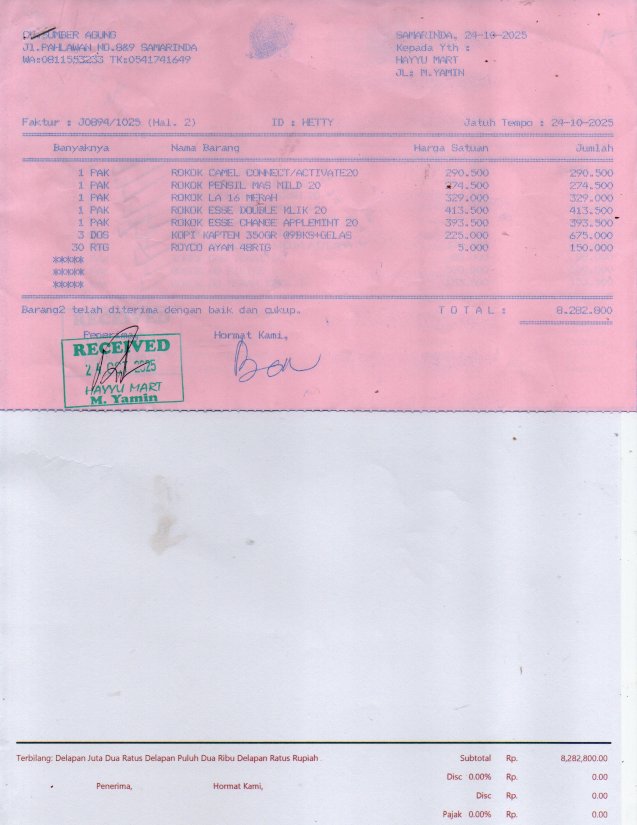 SUMBER AGUNG
Jl.PAHLAWAN NO.8&9 SAMARINDA
WA:0811553233 TK:0541741649
SAMARINDA, 24-10-2025
Kepada Yth :
HAYYU MART
JL: M.YAMIN
Faktur : J0894/1025 (Hal. 2) ID : HETTY Jatuh Tempo : 24-10-2025
Banyaknya Nama Barang Harga Satuan Jumlah
1 PAK ROKOK CAMEL CONNECT/ACTIVATE20 290.500 290.500
1 PAK ROKOK PENSIL MAS MILD 20 274.500 274.500
1 PAK ROKOK LA 16 MERAH 329.000 329.000
1 PAK ROKOK ESSE DOUBLE KLIK 20 413.500 413.500
1 PAK ROKOK ESSE CHANGE APPLEMINT 20 393.500 393.500
3 DOS KOPI KAPTEN 350GR @9BKS+GELAS 225.000 675.000
30 RTG ROYCO AYAM 48RTG 5.000 150.000
*****
*****
*****
Barang2 telah diterima dengan baik dan cukup. T O T A L : 8.282.800
Penerima, Hormat Kami,
RECEIVED
2025
HAYYU MART
M. Yamin
Terbilang: Delapan Juta Dua Ratus Delapan Puluh Dua Ribu Delapan Ratus Rupiah Subtotal Rp. 8,282,800.00
Disc 0.00% Rp. 0.00
Penerima, Hormat Kami,
Disc Rp. 0.00
Pajak 0.00% Rp. 0.00